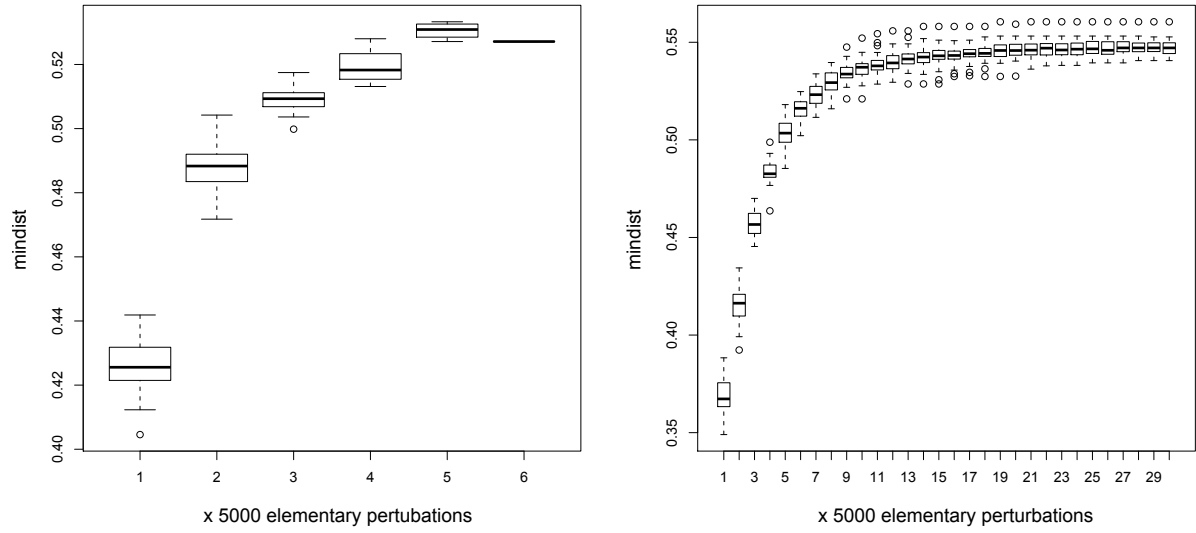 mindist
0.52
0.50
0.48
0.46
0.44
0.42
0.40
1 2 3 4 5 6
x 5000 elementary pertubations
mindist
0.55
0.50
0.45
0.40
0.35
1 3 5 7 9 11 13 15 17 19 21 23 25 27 29
x 5000 elementary perturbations